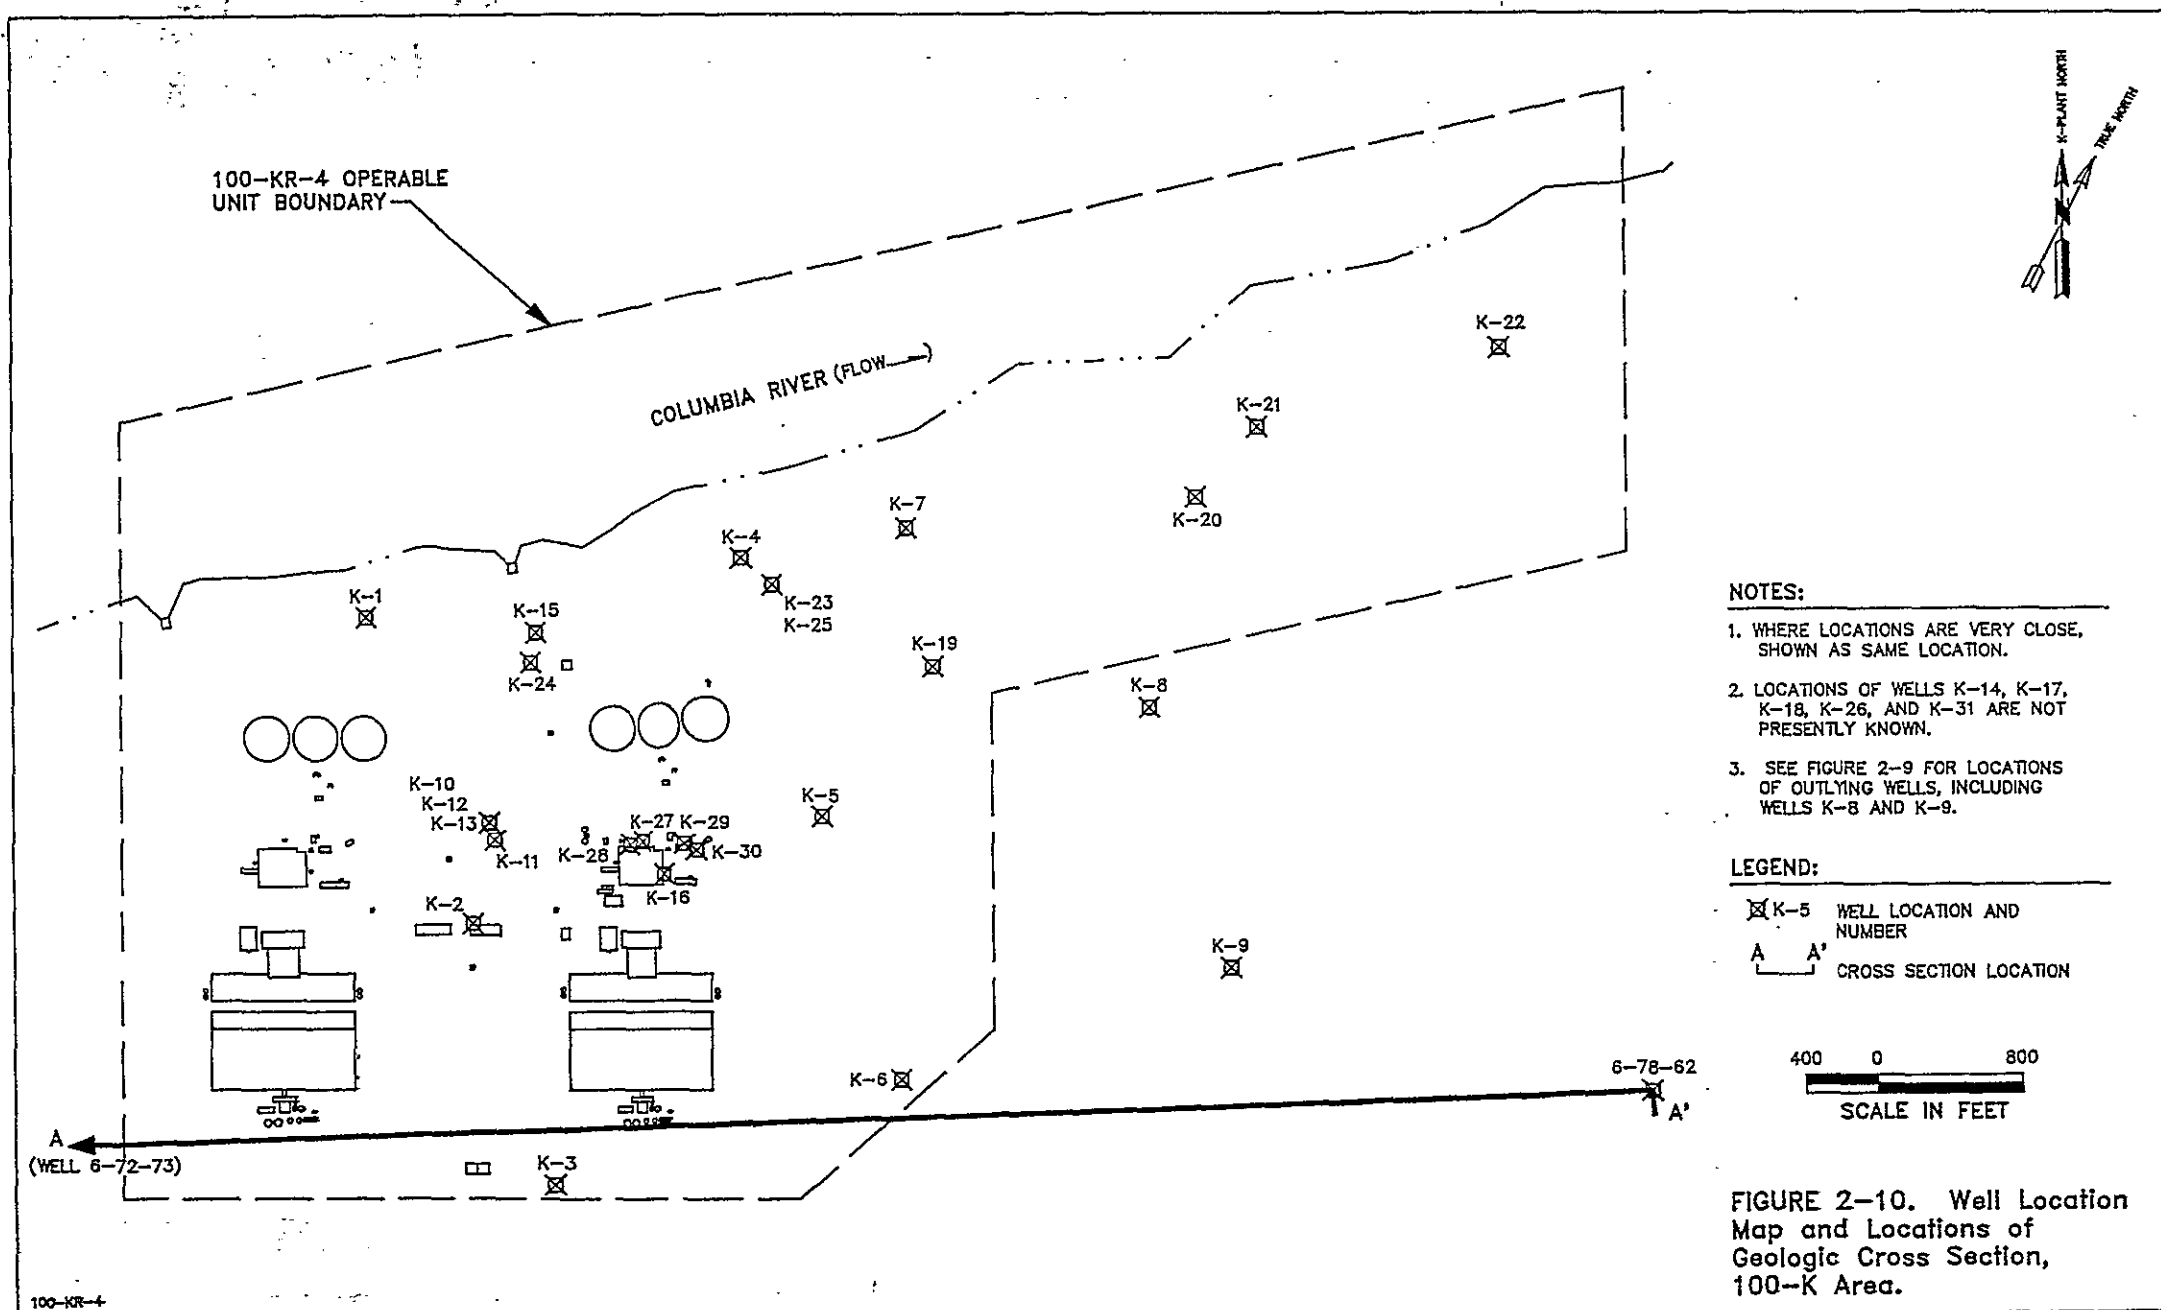 K-PLANT NORTH
TRUE NORTH
100-KR-4 OPERABLE
UNIT BOUNDARY
COLUMBIA RIVER (FLOW )
K-22
K-21
K-20
K-7
K-4
K-23
K-25
K-1
K-15
K-24
K-19
K-8
K-10
K-12
K-13
K-11
K-5
K-27
K-29
K-28
K-30
K-16
K-2
K-9
K-6
6-78-62
A'
A
(WELL 6-72-73)
K-3
NOTES:
1. WHERE LOCATIONS ARE VERY CLOSE,
SHOWN AS SAME LOCATION.
2. LOCATIONS OF WELLS K-14, K-17,
K-18, K-26, AND K-31 ARE NOT
PRESENTLY KNOWN.
3. SEE FIGURE 2-9 FOR LOCATIONS
OF OUTLYING WELLS, INCLUDING
WELLS K-8 AND K-9.
LEGEND:
K-5 WELL LOCATION AND
NUMBER
A A'
CROSS SECTION LOCATION
400 0 800
SCALE IN FEET
FIGURE 2-10. Well Location
Map and Locations of
Geologic Cross Section,
100-K Area.
100-KR-4